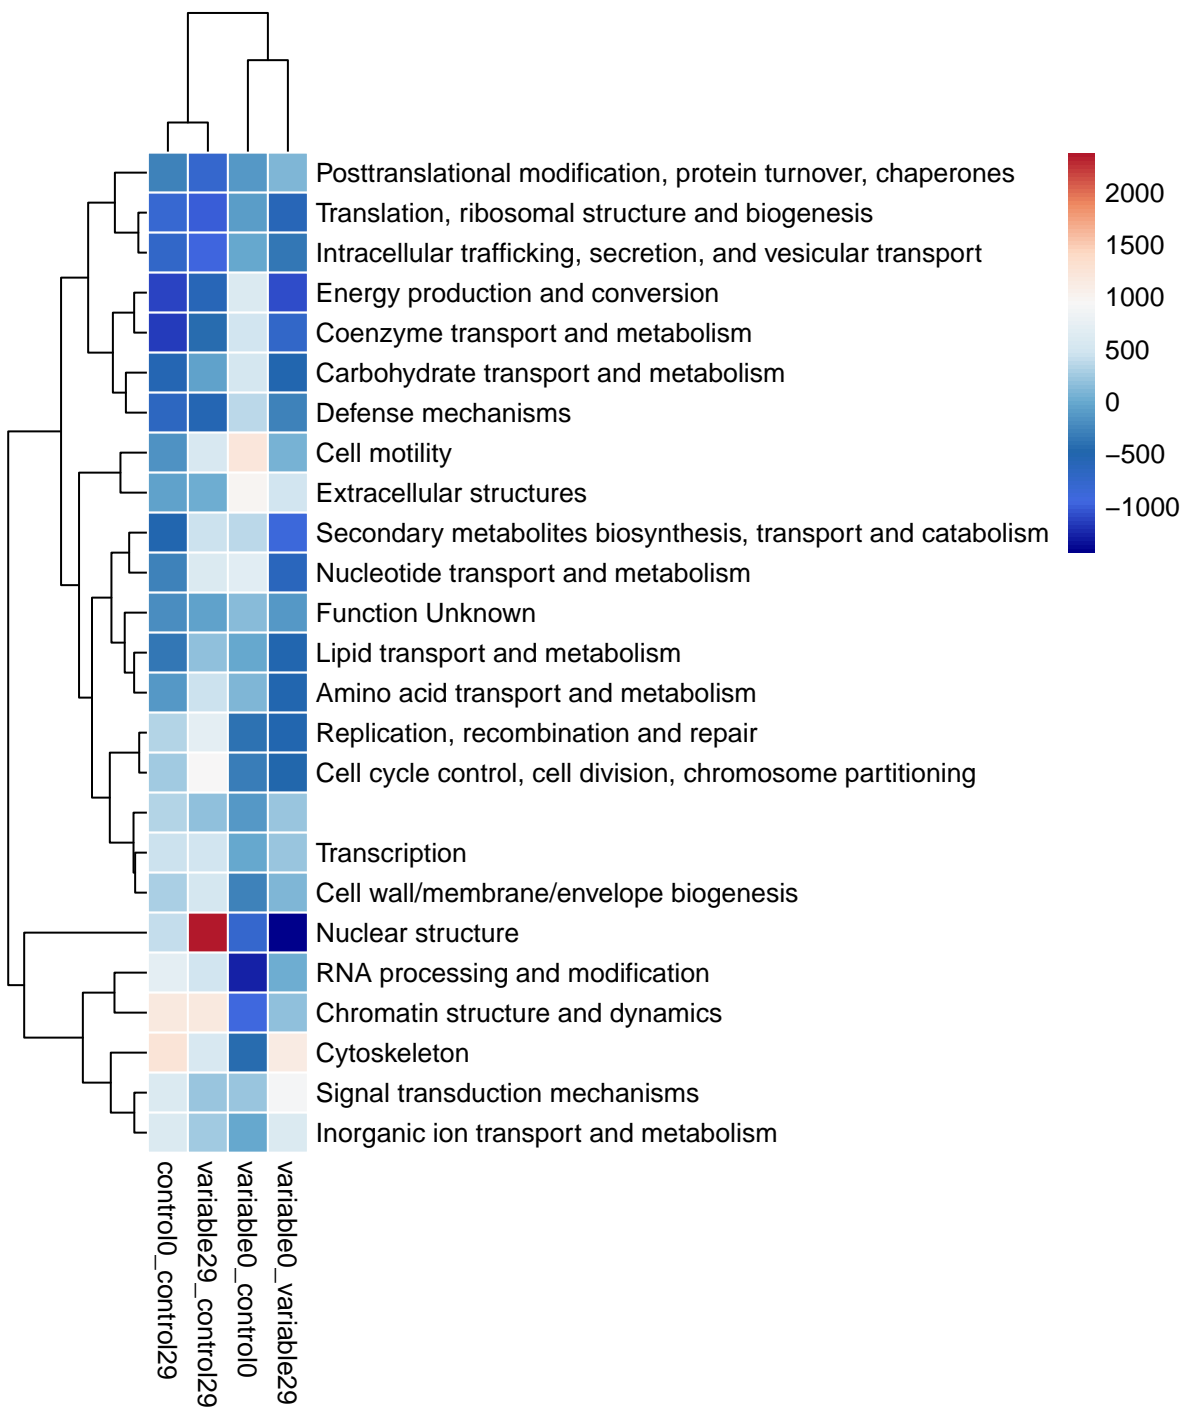 Posttranslational modification, protein turnover, chaperones
Translation, ribosomal structure and biogenesis
Intracellular trafficking, secretion, and vesicular transport
Energy production and conversion
Coenzyme transport and metabolism
Carbohydrate transport and metabolism
Defense mechanisms
Cell motility
Extracellular structures
Secondary metabolites biosynthesis, transport and catabolism
Nucleotide transport and metabolism
Function Unknown
Lipid transport and metabolism
Amino acid transport and metabolism
Replication, recombination and repair
Cell cycle control, cell division, chromosome partitioning
Transcription
Cell wall/membrane/envelope biogenesis
Nuclear structure
RNA processing and modification
Chromatin structure and dynamics
Cytoskeleton
Signal transduction mechanisms
Inorganic ion transport and metabolism
control0_control29
variable29_control29
variable0_control0
variable0_variable29
2000
1500
1000
500
0
−500
−1000